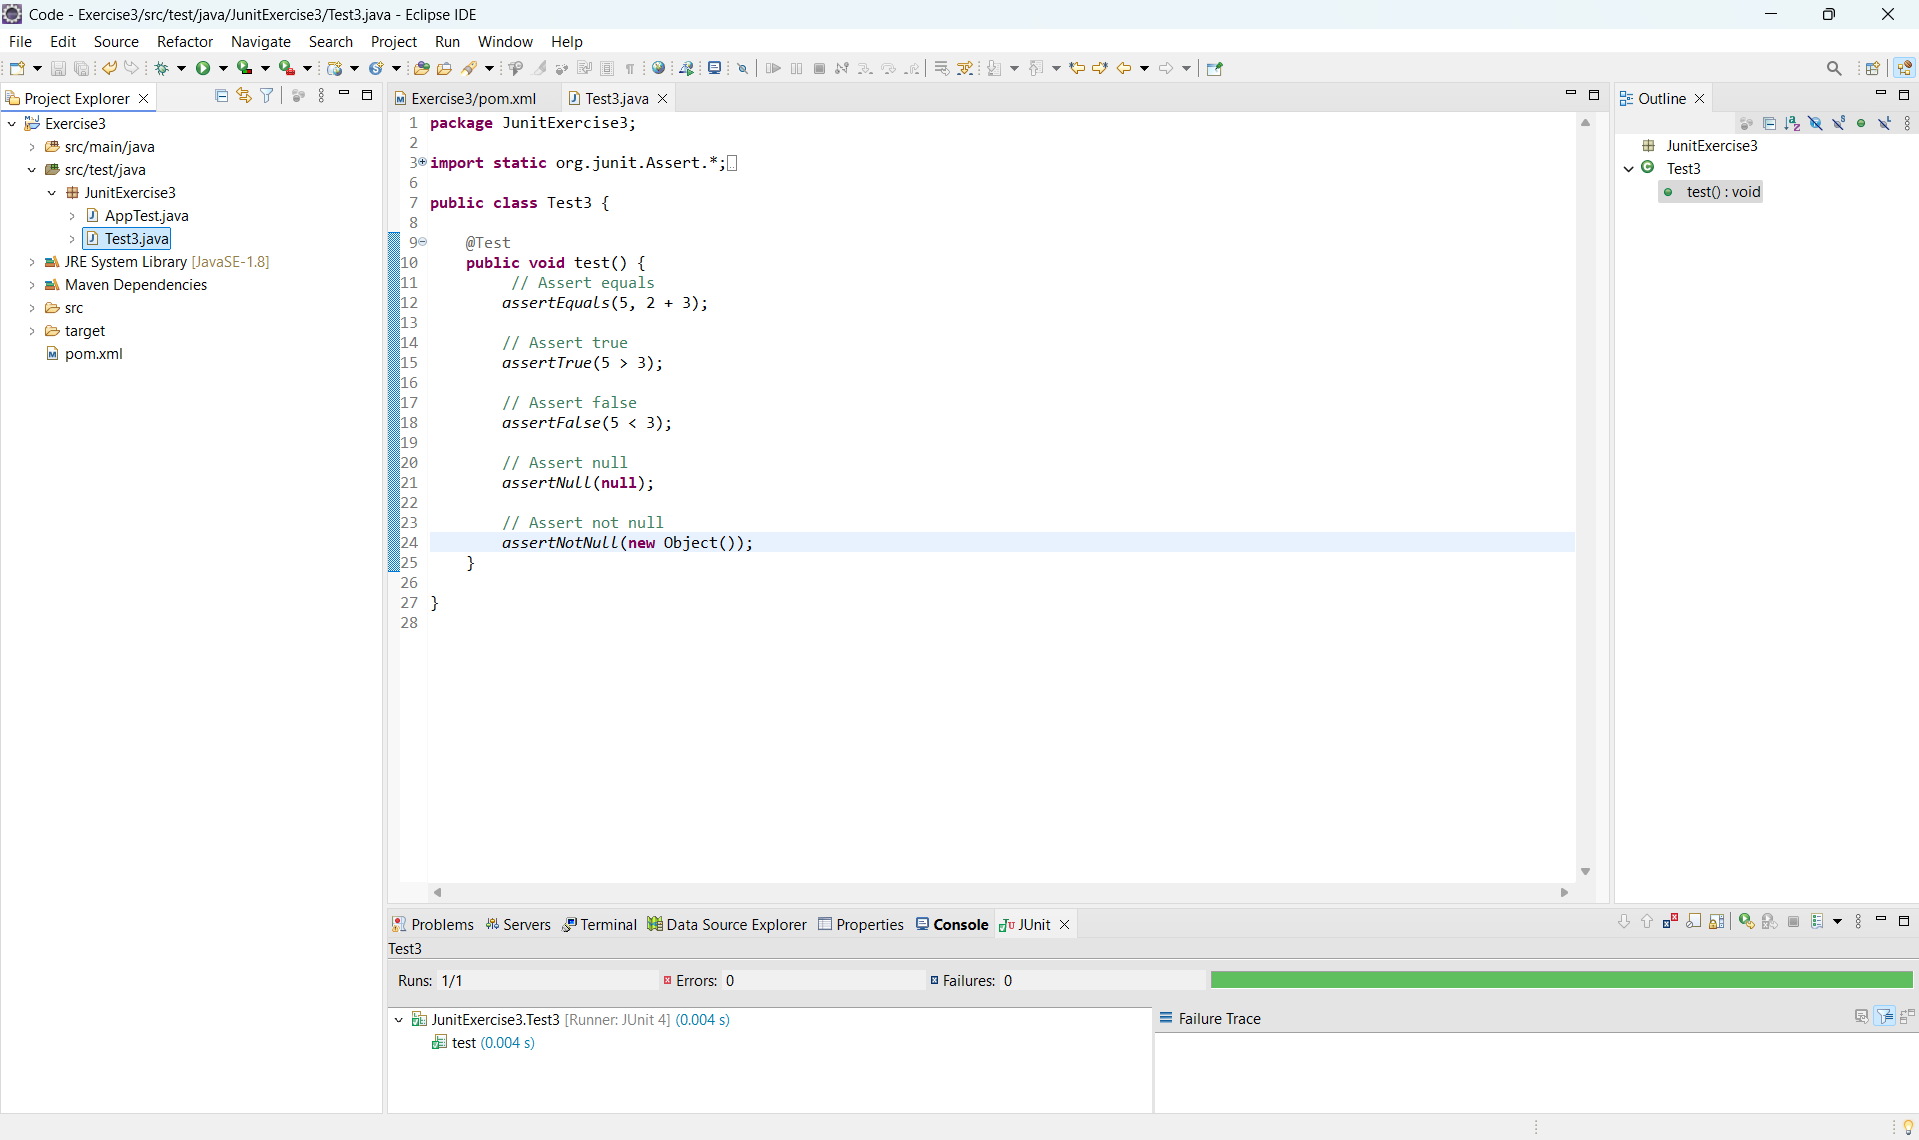 Code - Exercise3/src/test/java/JunitExercise3/Test3.java - Eclipse IDE
File Edit Source Refactor Navigate Search Project Run Window Help
Project Explorer
Exercise3
src/main/java
src/test/java
JunitExercise3
AppTest.java
Test3.java
JRE System Library [JavaSE-1.8]
Maven Dependencies
src
target
pom.xml
Exercise3/pom.xml
Test3.java
1 package JunitExercise3;
2
3 import static org.junit.Assert.*;
6
7 public class Test3 {
8
9 @Test
10 public void test() {
11 // Assert equals
12 assertEquals(5, 2 + 3);
13
14 // Assert true
15 assertTrue(5 > 3);
16
17 // Assert false
18 assertFalse(5 < 3);
19
20 // Assert null
21 assertNull(null);
22
23 // Assert not null
24 assertNotNull(new Object());
25 }
26
27 }
28
Outline
JunitExercise3
Test3
test() : void
Problems Servers Terminal Data Source Explorer Properties Console JUnit
Test3
Runs: 1/1 Errors: 0 Failures: 0
JunitExercise3.Test3 [Runner: JUnit 4] (0.004 s)
test (0.004 s)
Failure Trace